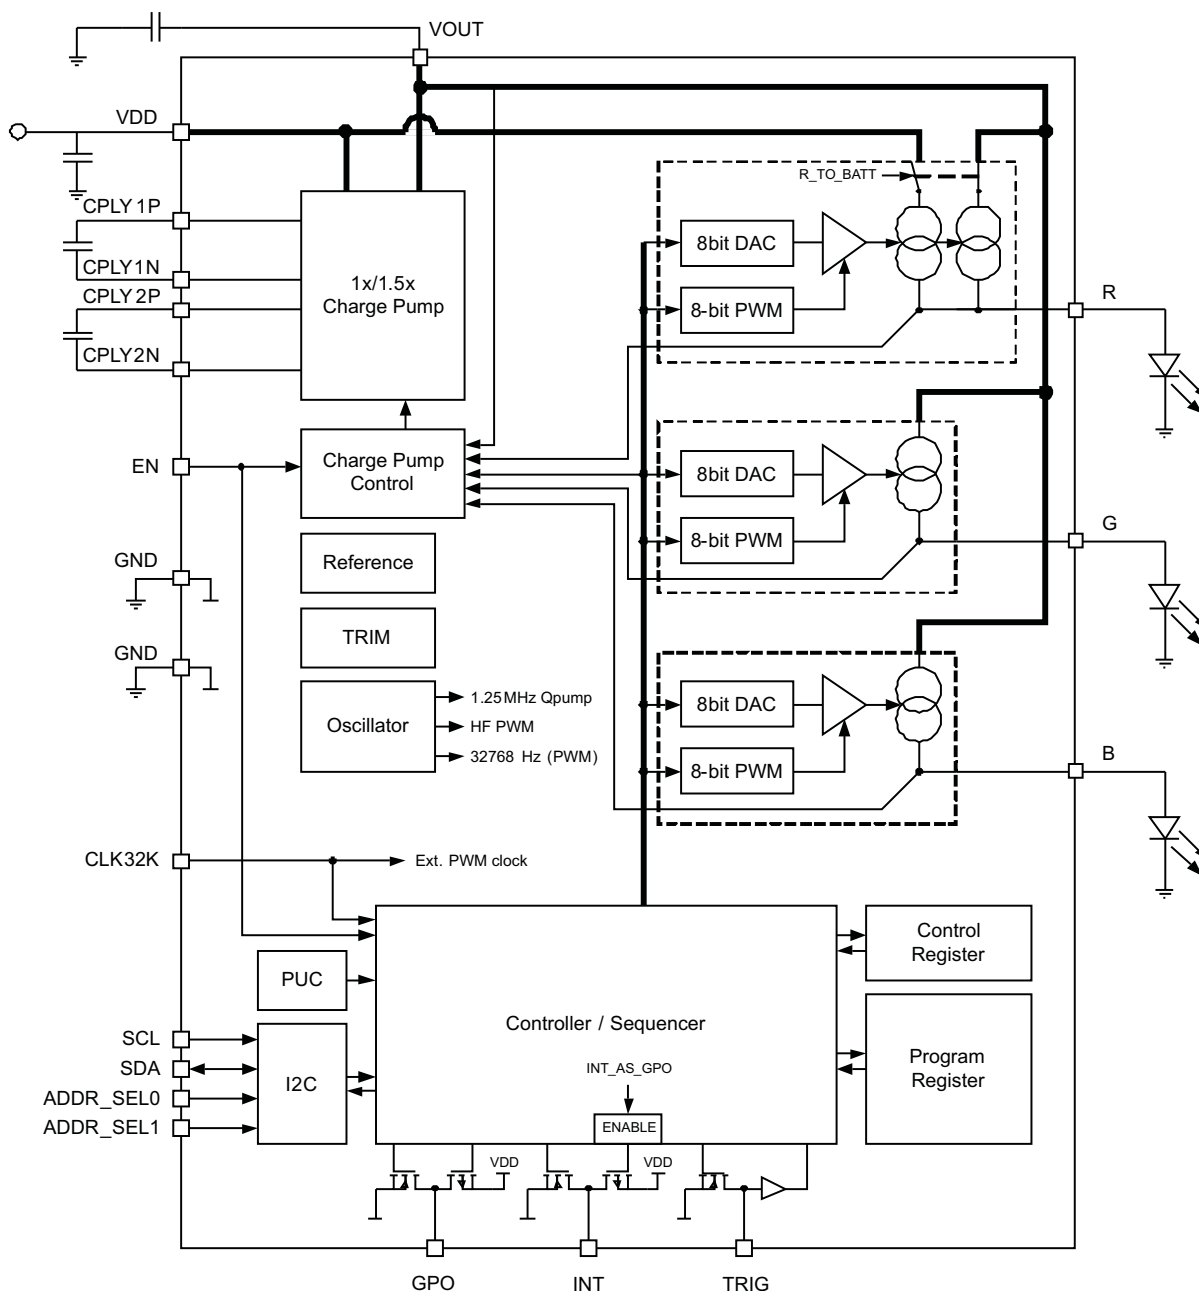 VOUT
VDD
R_TO_BATT
CPLY1P
CPLY1N
CPLY2P
CPLY2N
1x/1.5x
Charge Pump
8bit DAC
8-bit PWM
R
EN
Charge Pump
Control
8bit DAC
8-bit PWM
G
GND
Reference
TRIM
GND
Oscillator
1.25MHz Qpump
HF PWM
32768 Hz (PWM)
8bit DAC
8-bit PWM
B
CLK32K
Ext. PWM clock
Control
Register
PUC
Controller / Sequencer
SCL
SDA
ADDR_SEL0
ADDR_SEL1
I2C
INT_AS_GPO
ENABLE
Program
Register
VDD
VDD
GPO
INT
TRIG